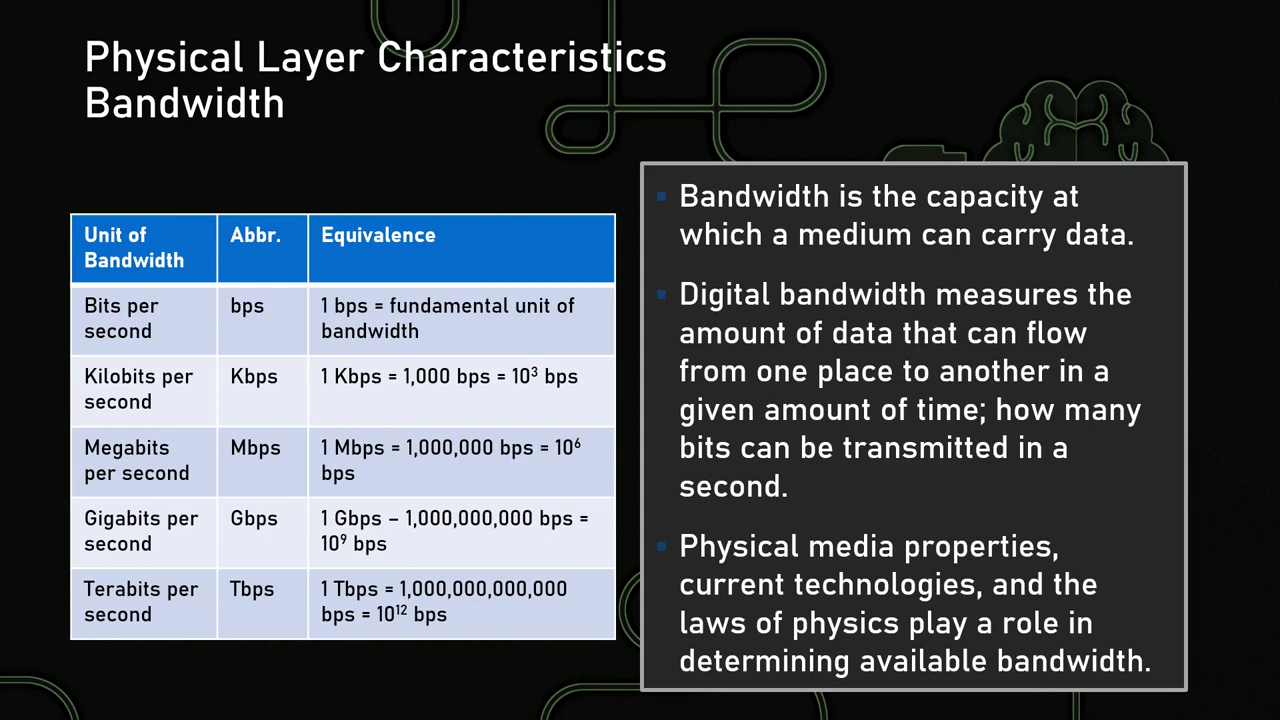 Physical Layer Characteristics
Bandwidth
Unit of
Bandwidth
Abbr.
Equivalence
Bits per
second
bps
1 bps = fundamental unit of
bandwidth
Kilobits per
second
Kbps
1 Kbps = 1,000 bps = 10³ bps
Megabits
per second
Mbps
1 Mbps = 1,000,000 bps = 10⁶
bps
Gigabits per
second
Gbps
1 Gbps – 1,000,000,000 bps =
10⁹ bps
Terabits per
second
Tbps
1 Tbps = 1,000,000,000,000
bps = 10¹² bps
Bandwidth is the capacity at
which a medium can carry data.
Digital bandwidth measures the
amount of data that can flow
from one place to another in a
given amount of time; how many
bits can be transmitted in a
second.
Physical media properties,
current technologies, and the
laws of physics play a role in
determining available bandwidth.